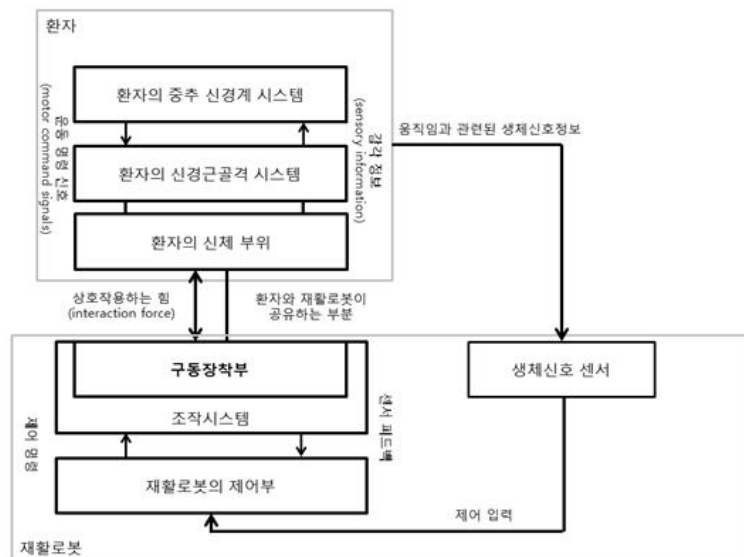 환자
환자의 중추 신경계 시스템
운동 명령 신호
(motor command signals)
감각 정보
(sensory information)
움직임과 관련된 생체신호정보
환자의 신경근골격 시스템
환자의 신체 부위
상호작용하는 힘
(interaction force)
환자와 재활로봇이
공유하는 부분
구동장착부
생체신호 센서
조작시스템
제어 명령
센서 피드백
재활로봇의 제어부
제어 입력
재활로봇